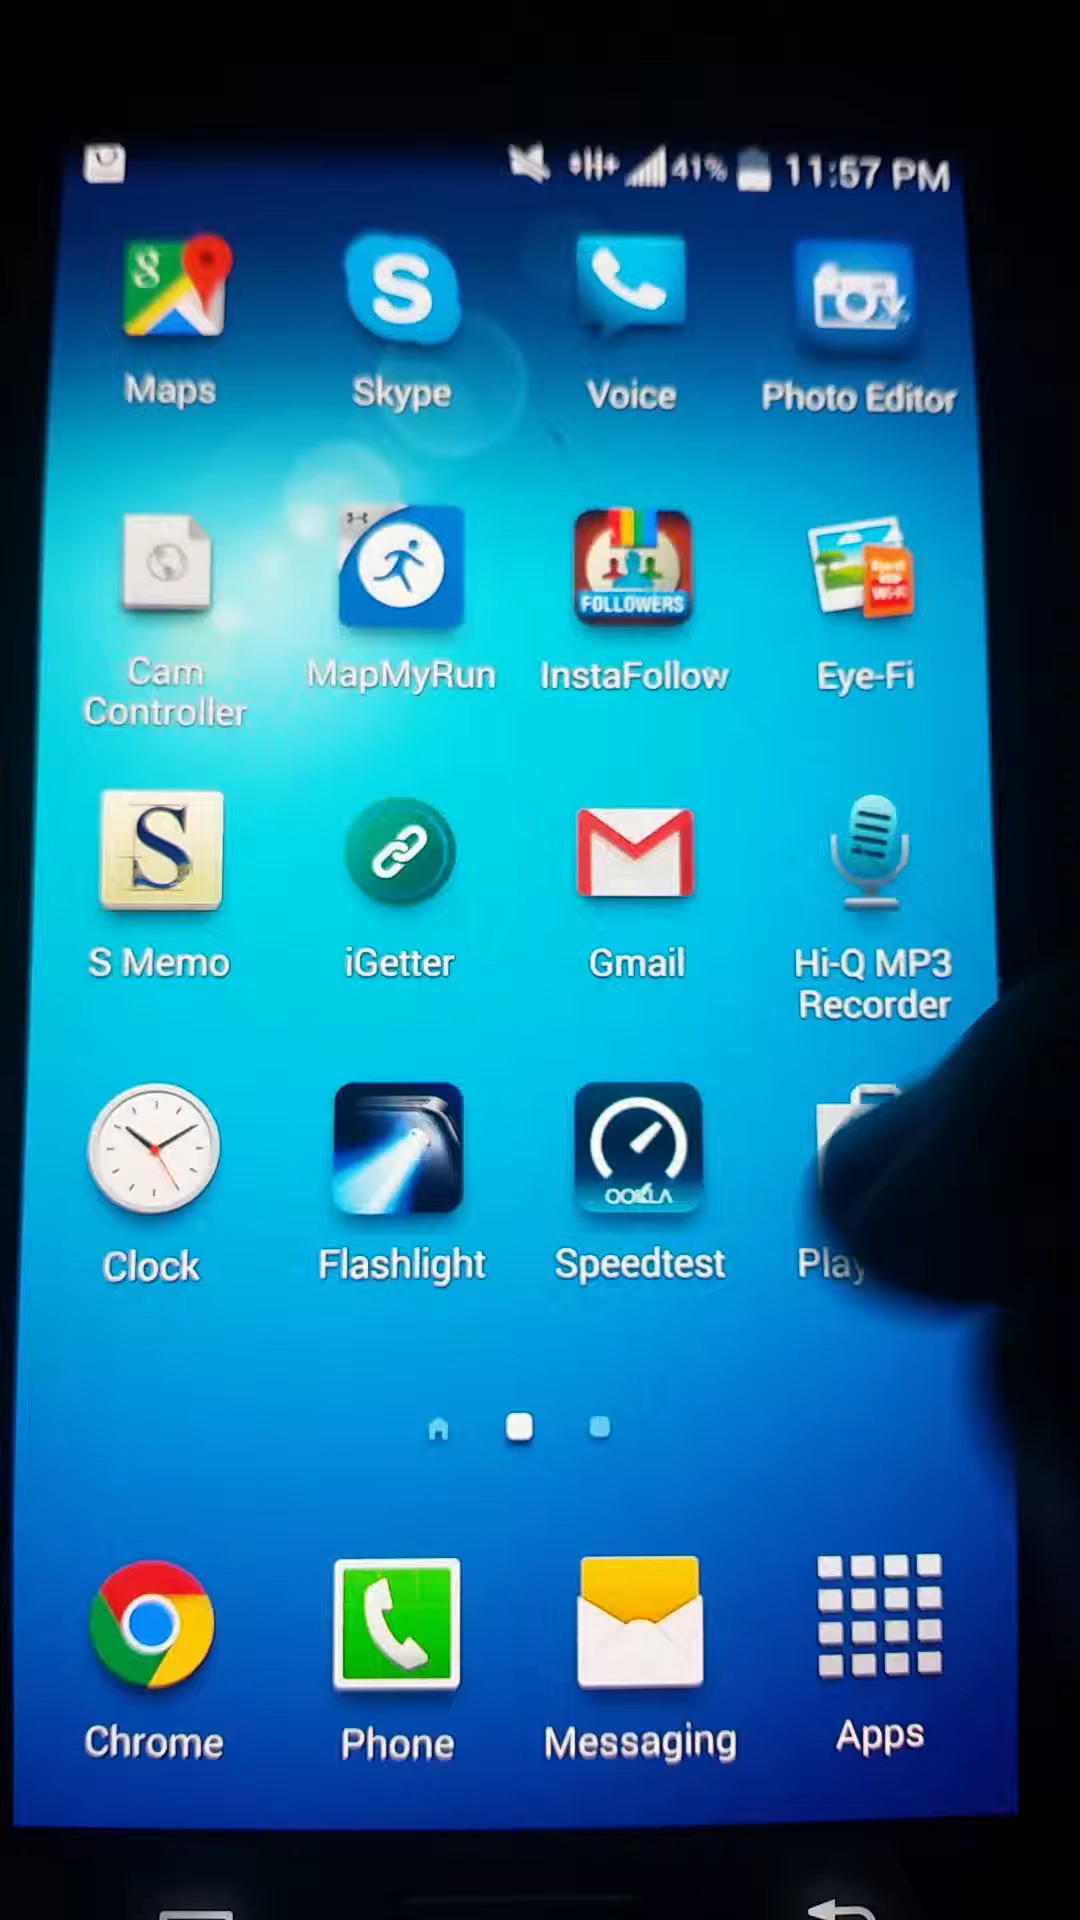 41% 11:57 PM
Maps Skype Voice Photo Editor
FOLLOWERS
Cam MapMyRun InstaFollow Eye-Fi
Controller
S
S Memo iGetter Gmail Hi-Q MP3
Recorder
OOKLA
Clock Flashlight Speedtest Play
Chrome Phone Messaging Apps